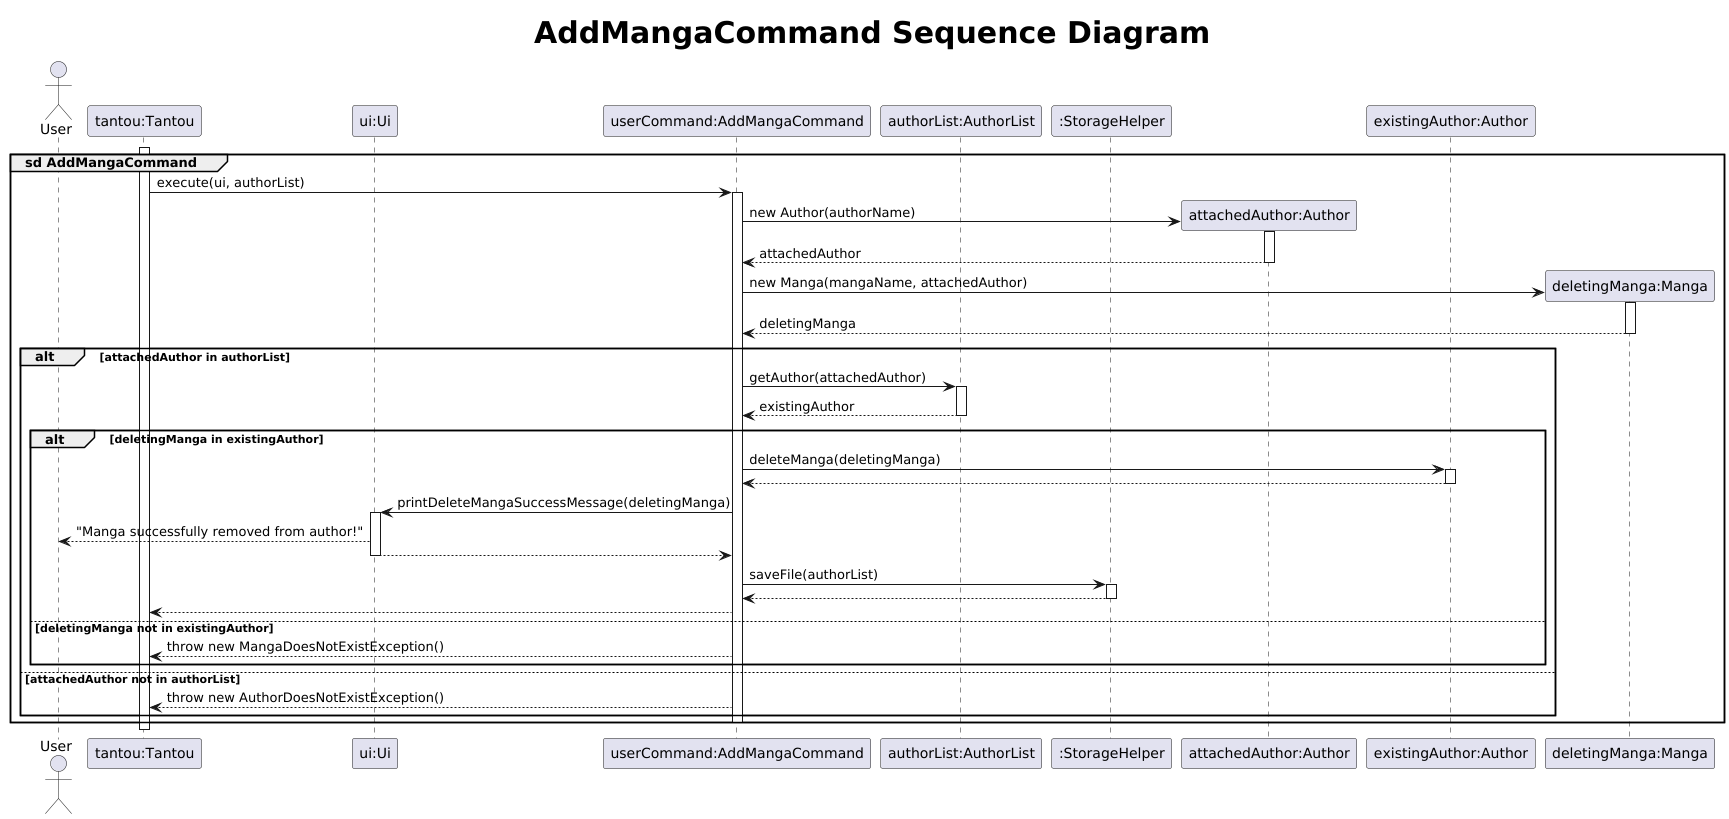 AddMangaCommand Sequence Diagram
User
tantou:Tantou
ui:Ui
userCommand:AddMangaCommand
authorList:AuthorList
:StorageHelper
existingAuthor:Author
sd AddMangaCommand
execute(ui, authorList)
new Author(authorName)
attachedAuthor:Author
attachedAuthor
new Manga(mangaName, attachedAuthor)
deletingManga:Manga
deletingManga
alt
[attachedAuthor in authorList]
getAuthor(attachedAuthor)
existingAuthor
alt
[deletingManga in existingAuthor]
deleteManga(deletingManga)
printDeleteMangaSuccessMessage(deletingManga)
"Manga successfully removed from author!"
saveFile(authorList)
[deletingManga not in existingAuthor]
throw new MangaDoesNotExistException()
[attachedAuthor not in authorList]
throw new AuthorDoesNotExistException()
User
tantou:Tantou
ui:Ui
userCommand:AddMangaCommand
authorList:AuthorList
:StorageHelper
attachedAuthor:Author
existingAuthor:Author
deletingManga:Manga